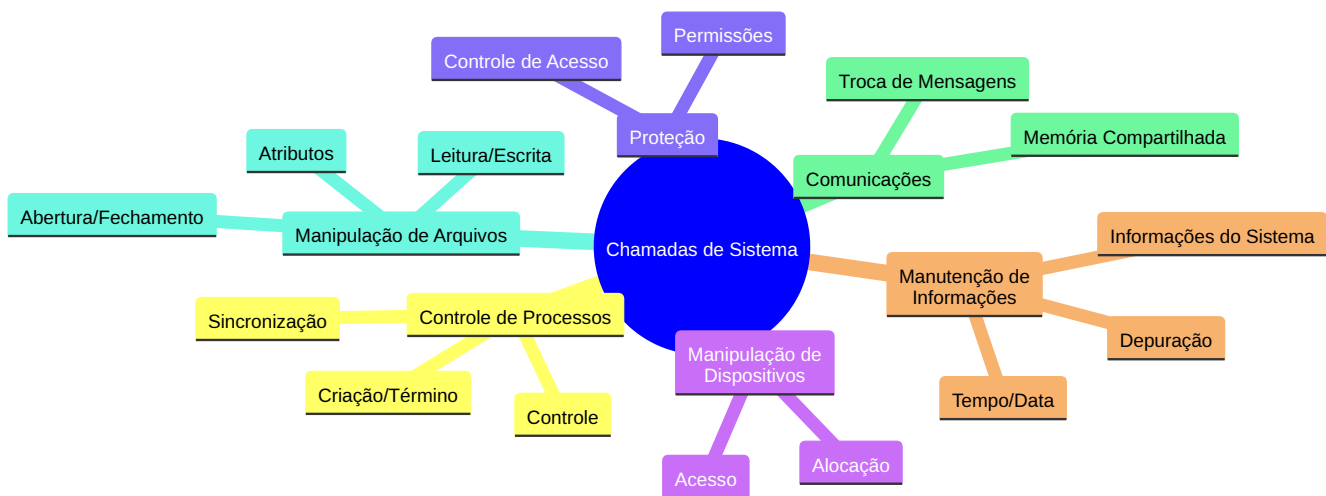 Permissões
Controle de Acesso
Troca de Mensagens
Memória Compartilhada
Proteção
Atributos
Leitura/Escrita
Comunicações
Abertura/Fechamento
Manipulação de Arquivos
Chamadas de Sistema
Informações do Sistema
Manutenção de
Informações
Sincronização
Controle de Processos
Depuração
Manipulação de
Dispositivos
Criação/Término
Controle
Tempo/Data
Acesso
Alocação